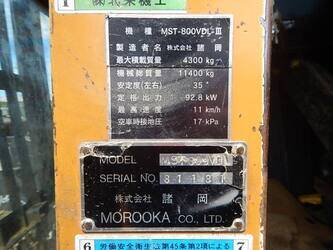 1
機種 MST-800VDL-Ⅲ
製造者名 株式会社 諸岡
最大積載質量 4300 kg
機械総質量 11400 kg
安定度(左右) 35°
定格出力 92.8 kW
最高速度 11 km/h
空車時接地圧 17 kPa
MODEL
SERIAL NO.
株式会社 諸岡
MOROOKA CO., LTD.
6 労働安全衛生法第45条第2項による 7